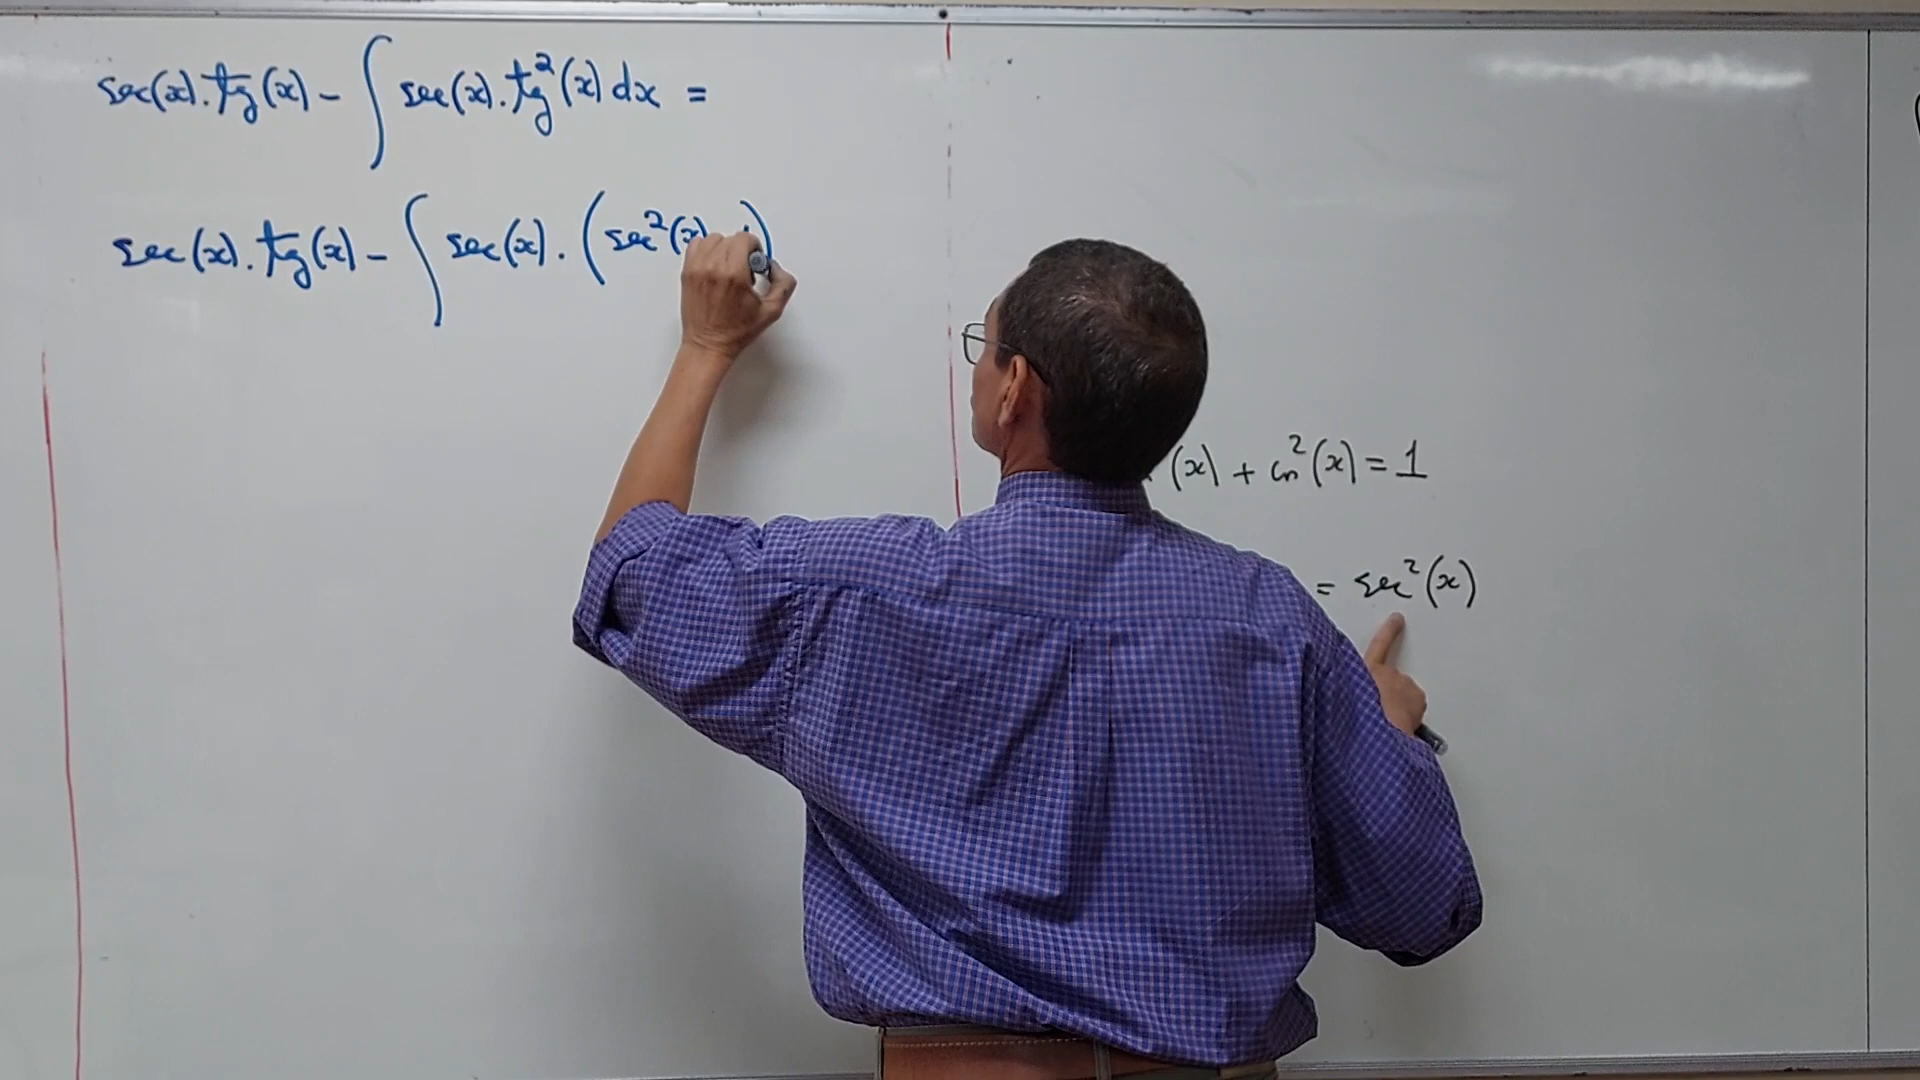 sec(x).tg(x) - ∫ sec(x).tg²(x) dx =
sec(x).tg(x) - ∫ sec(x).(sec²(x)
(x) + cos²(x) = 1
= sec²(x)